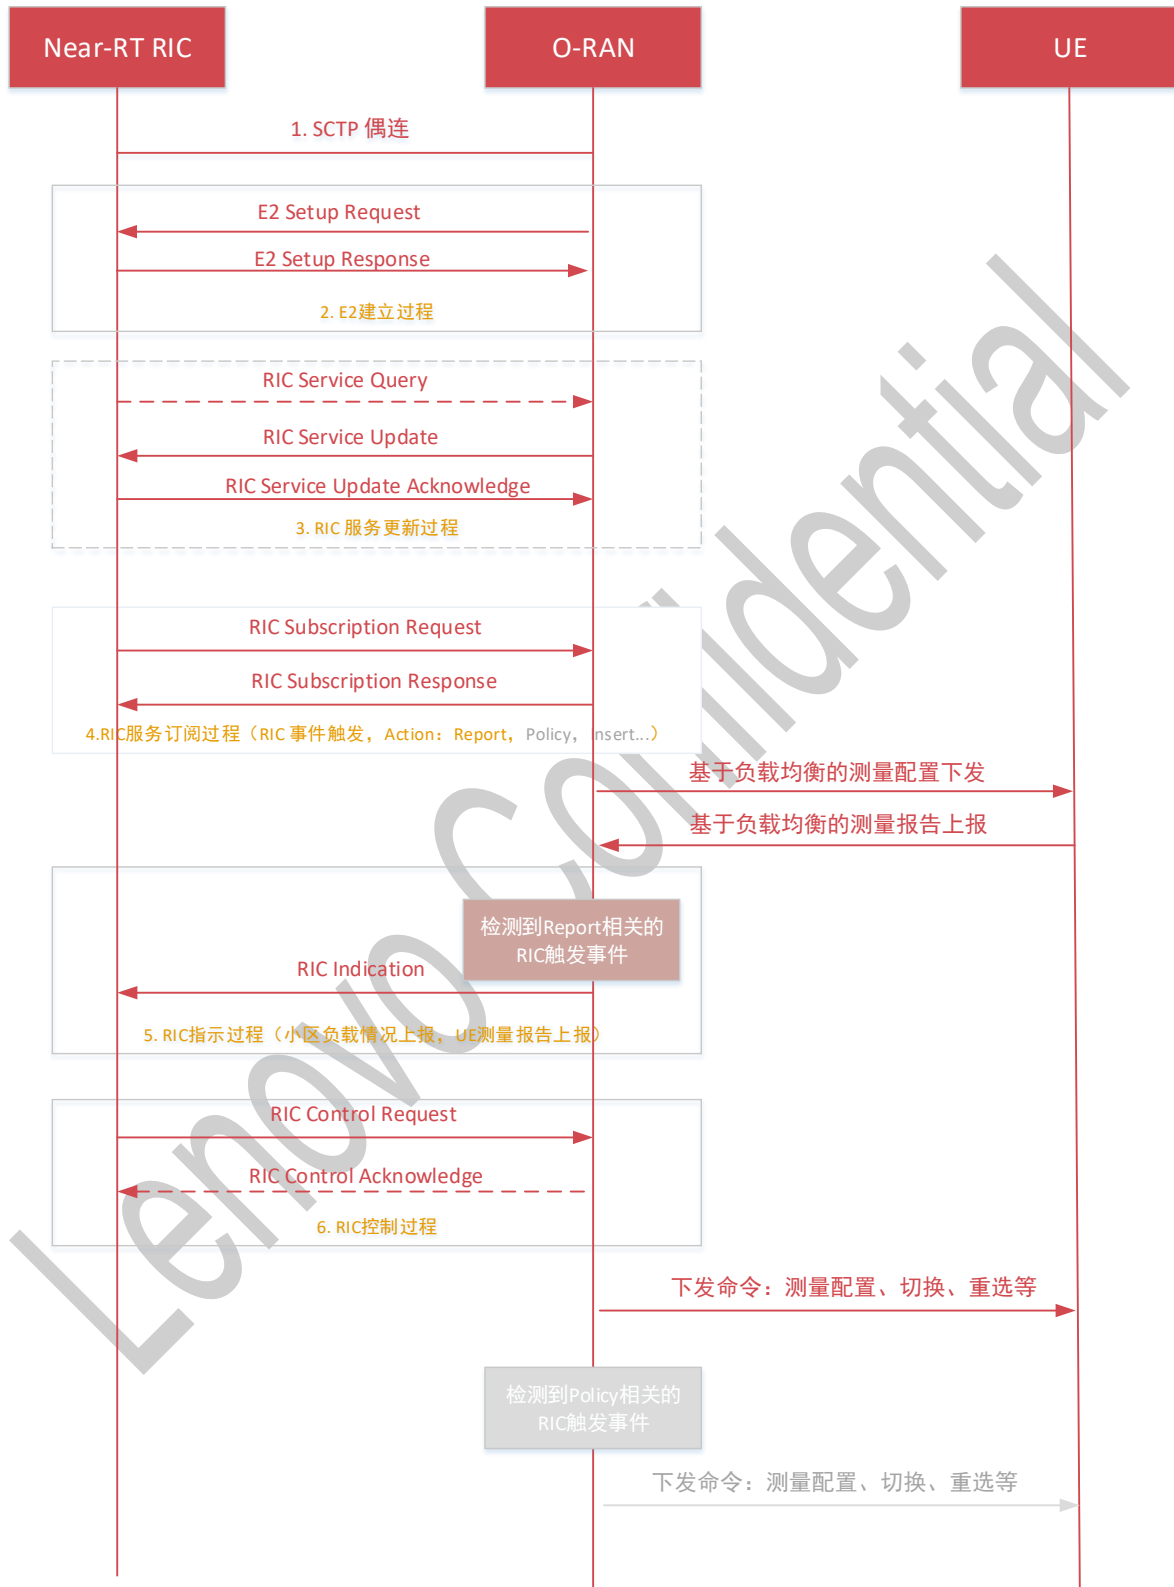 Near-RT RIC
O-RAN
UE
1. SCTP 偶连
E2 Setup Request
E2 Setup Response
2. E2建立过程
RIC Service Query
RIC Service Update
RIC Service Update Acknowledge
3. RIC 服务更新过程
RIC Subscription Request
RIC Subscription Response
4.RIC服务订阅过程（RIC 事件触发，Action：Report，Policy，Insert...）
基于负载均衡的测量配置下发
基于负载均衡的测量报告上报
检测到Report相关的
RIC触发事件
RIC Indication
5. RIC指示过程（小区负载情况上报，UE测量报告上报）
RIC Control Request
RIC Control Acknowledge
6. RIC控制过程
下发命令：测量配置、切换、重选等
检测到Policy相关的
RIC触发事件
下发命令：测量配置、切换、重选等
Lenovo Confidential